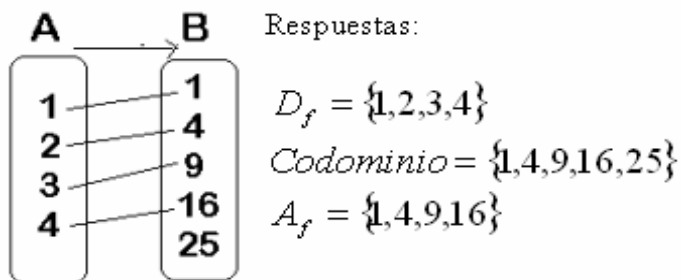 A B Respuestas:
1 1
2 4
3 9
4 16
25
D_f = {1,2,3,4}
Codominio = {1,4,9,16,25}
A_f = {1,4,9,16}